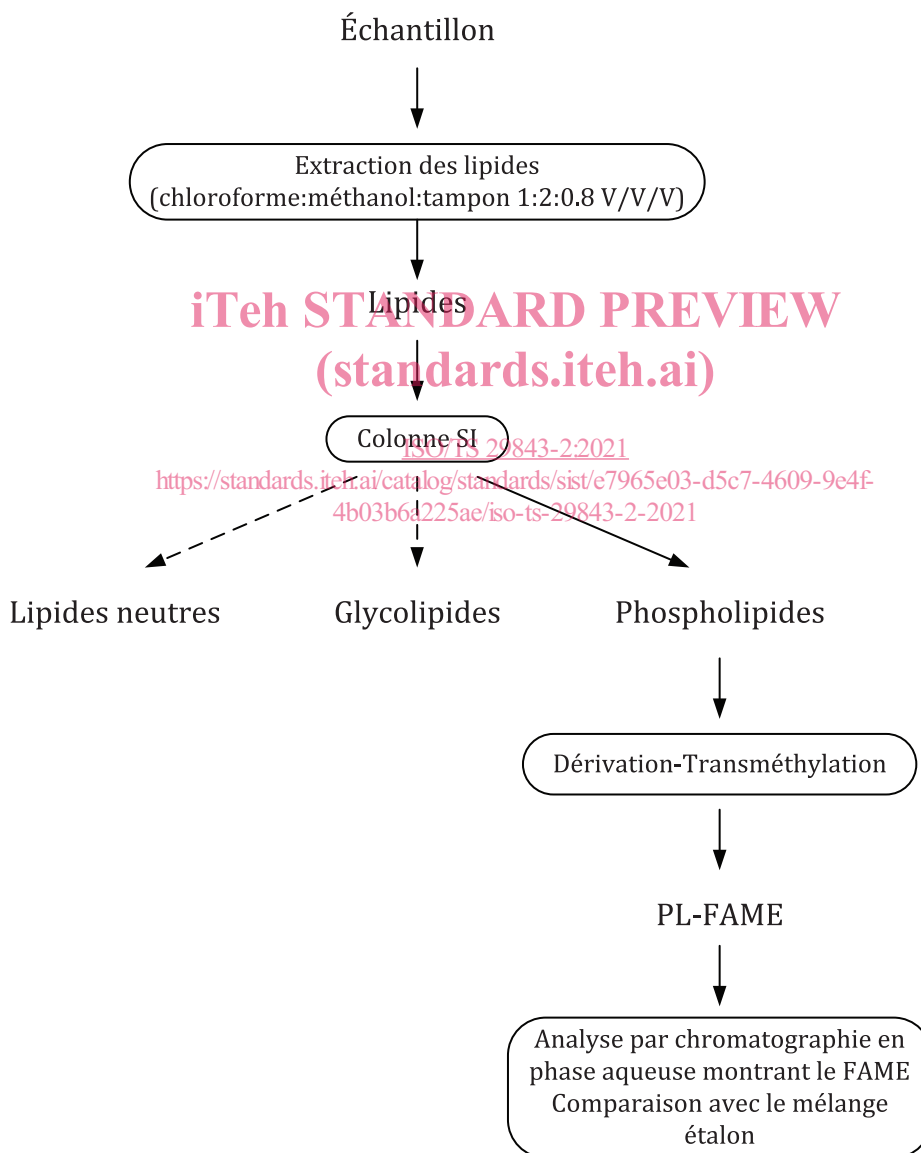 Échantillon
Extraction des lipides
(chloroforme:méthanol:tampon 1:2:0.8 V/V/V)
iTeh STANDARD PREVIEW
Lipides
(standards.iteh.ai)
Colonne SI
ISO/TS 29843-2:2021
https://standards.iteh.ai/catalog/standards/sist/e7965e03-d5c7-4609-9e4f-
4b03b6a225ae/iso-ts-29843-2-2021
Lipides neutres
Glycolipides
Phospholipides
Dérivation-Transméthylation
PL-FAME
Analyse par chromatographie en
phase aqueuse montrant le FAME
Comparaison avec le mélange
étalon